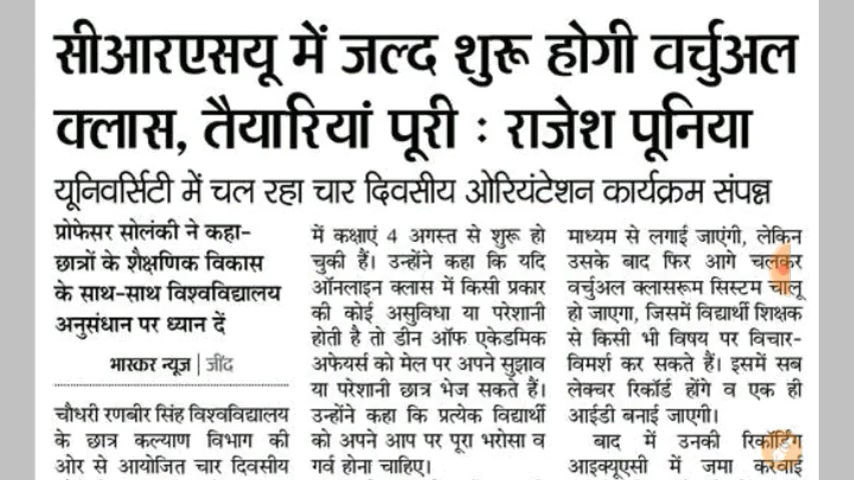 सीआरएसयू में जल्द शुरू होगी वर्चुअल
क्लास, तैयारियां पूरी : राजेश पूनिया
यूनिवर्सिटी में चल रहा चार दिवसीय ओरियंटेशन कार्यक्रम संपन्न
प्रोफेसर सोलंकी ने कहा-
छात्रों के शैक्षणिक विकास
के साथ-साथ विश्वविद्यालय
अनुसंधान पर ध्यान दें
भास्कर न्यूज | जींद
चौधरी रणबीर सिंह विश्वविद्यालय
के छात्र कल्याण विभाग की
ओर से आयोजित चार दिवसीय
में कक्षाएं 4 अगस्त से शुरू हो
चुकी हैं। उन्होंने कहा कि यदि
ऑनलाइन क्लास में किसी प्रकार
की कोई असुविधा या परेशानी
होती है तो डीन ऑफ एकेडमिक
अफेयर्स को मेल पर अपने सुझाव
या परेशानी छात्र भेज सकते हैं।
उन्होंने कहा कि प्रत्येक विद्यार्थी
को अपने आप पर पूरा भरोसा व
गर्व होना चाहिए।
माध्यम से लगाई जाएंगी, लेकिन
उसके बाद फिर आगे चलकर
वर्चुअल क्लासरूम सिस्टम चालू
हो जाएगा, जिसमें विद्यार्थी शिक्षक
से किसी भी विषय पर विचार-
विमर्श कर सकते हैं। इसमें सब
लेक्चर रिकॉर्ड होंगे व एक ही
आईडी बनाई जाएगी।
बाद में उनकी रिकॉर्डिंग
आइक्यूएसी में जमा करवाई